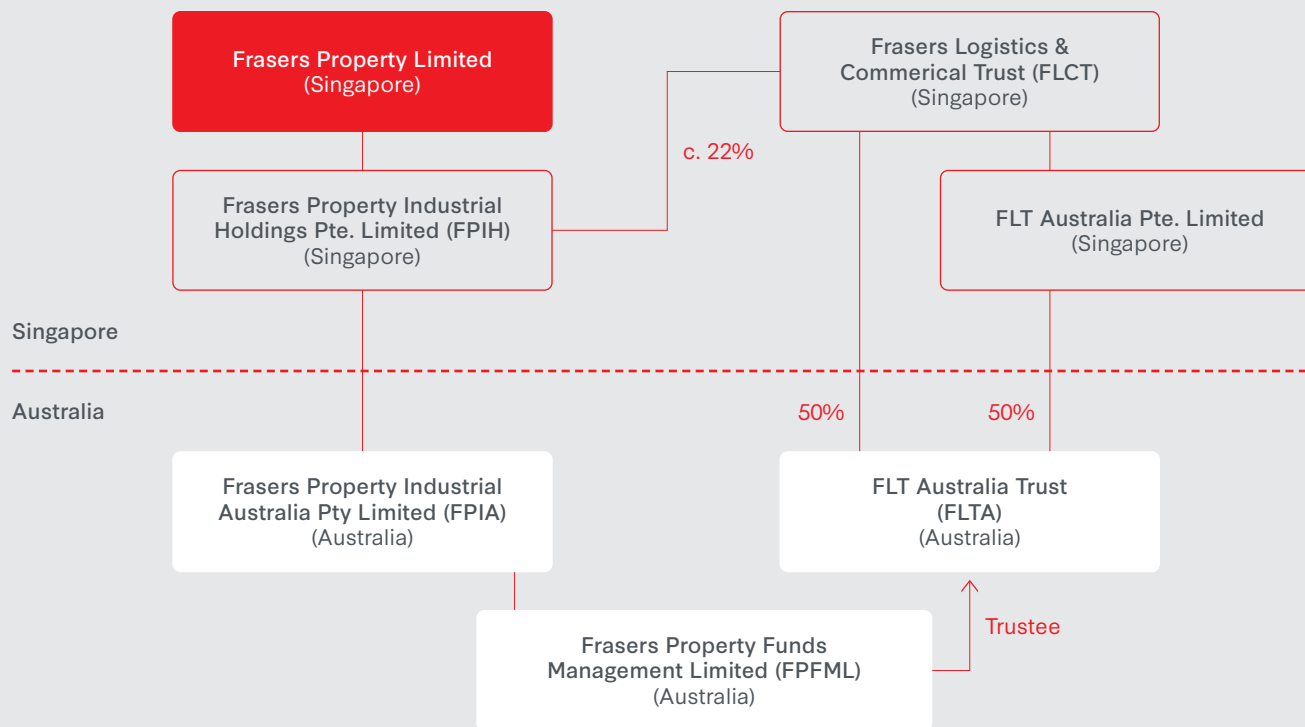 Frasers Property Limited
(Singapore)
Frasers Logistics &
Commerical Trust (FLCT)
(Singapore)
c. 22%
Frasers Property Industrial
Holdings Pte. Limited (FPIH)
(Singapore)
FLT Australia Pte. Limited
(Singapore)
Singapore
Australia
50%
50%
Frasers Property Industrial
Australia Pty Limited (FPIA)
(Australia)
FLT Australia Trust
(FLTA)
(Australia)
Trustee
Frasers Property Funds
Management Limited (FPFML)
(Australia)